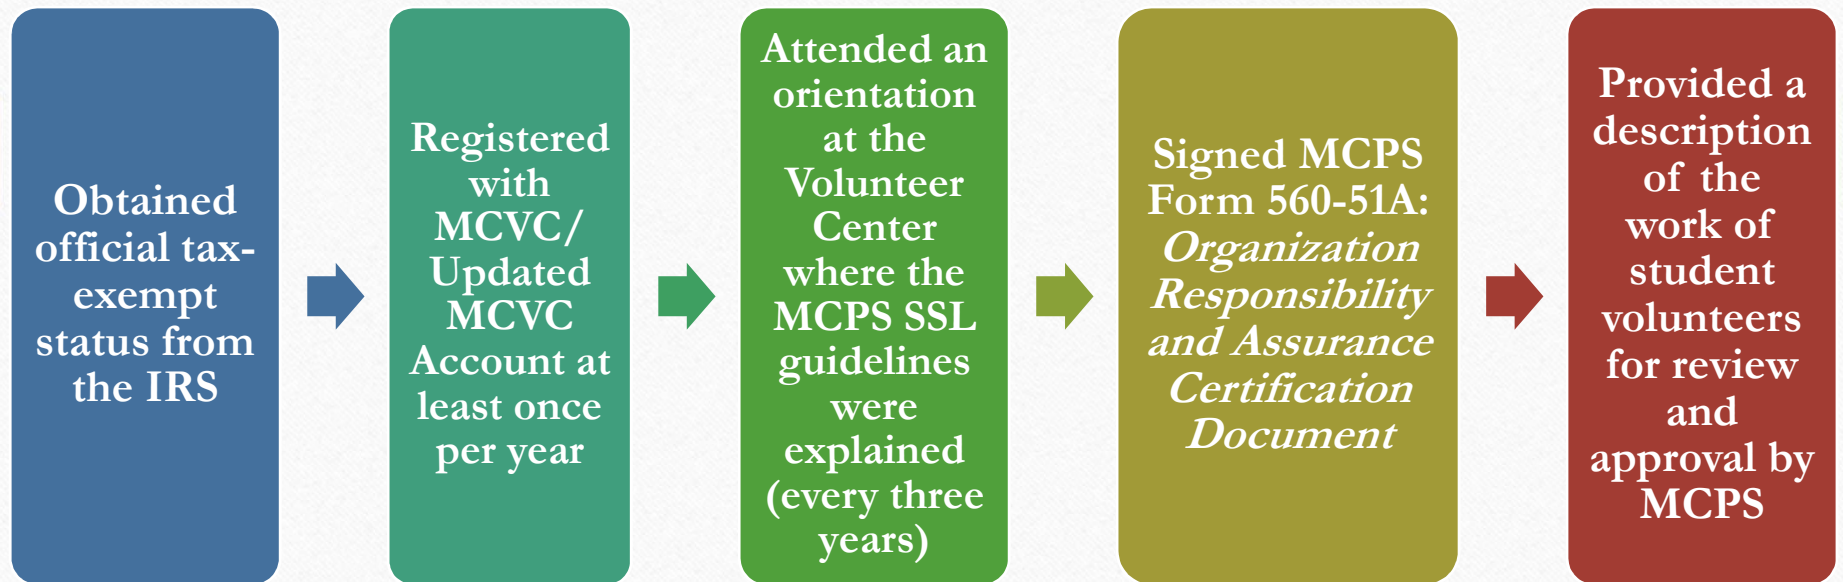 Obtained
official tax-
exempt
status from
the IRS
Registered
with
MCVC/
Updated
MCVC
Account at
least once
per year
Attended an
orientation
at the
Volunteer
Center
where the
MCPS SSL
guidelines
were
explained
(every three
years)
Signed MCPS
Form 560-51A:
Organization
Responsibility
and Assurance
Certification
Document
Provided a
description
of the
work of
student
volunteers
for review
and
approval by
MCPS